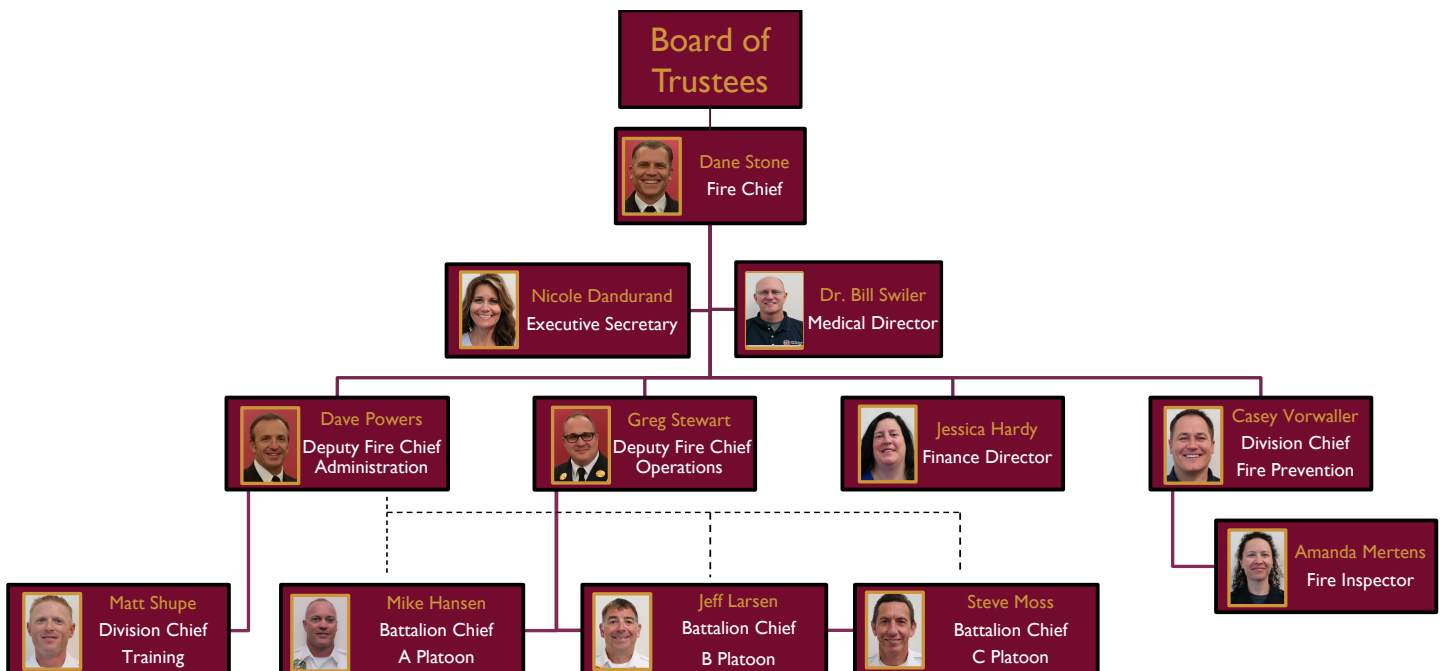 Board of
Trustees
Dane Stone
Fire Chief
Nicole Dandurand
Executive Secretary
Dr. Bill Swiler
Medical Director
Dave Powers
Deputy Fire Chief
Administration
Greg Stewart
Deputy Fire Chief
Operations
Jessica Hardy
Finance Director
Casey Vorwaller
Division Chief
Fire Prevention
Amanda Mertens
Fire Inspector
Matt Shupe
Division Chief
Training
Mike Hansen
Battalion Chief
A Platoon
Jeff Larsen
Battalion Chief
B Platoon
Steve Moss
Battalion Chief
C Platoon